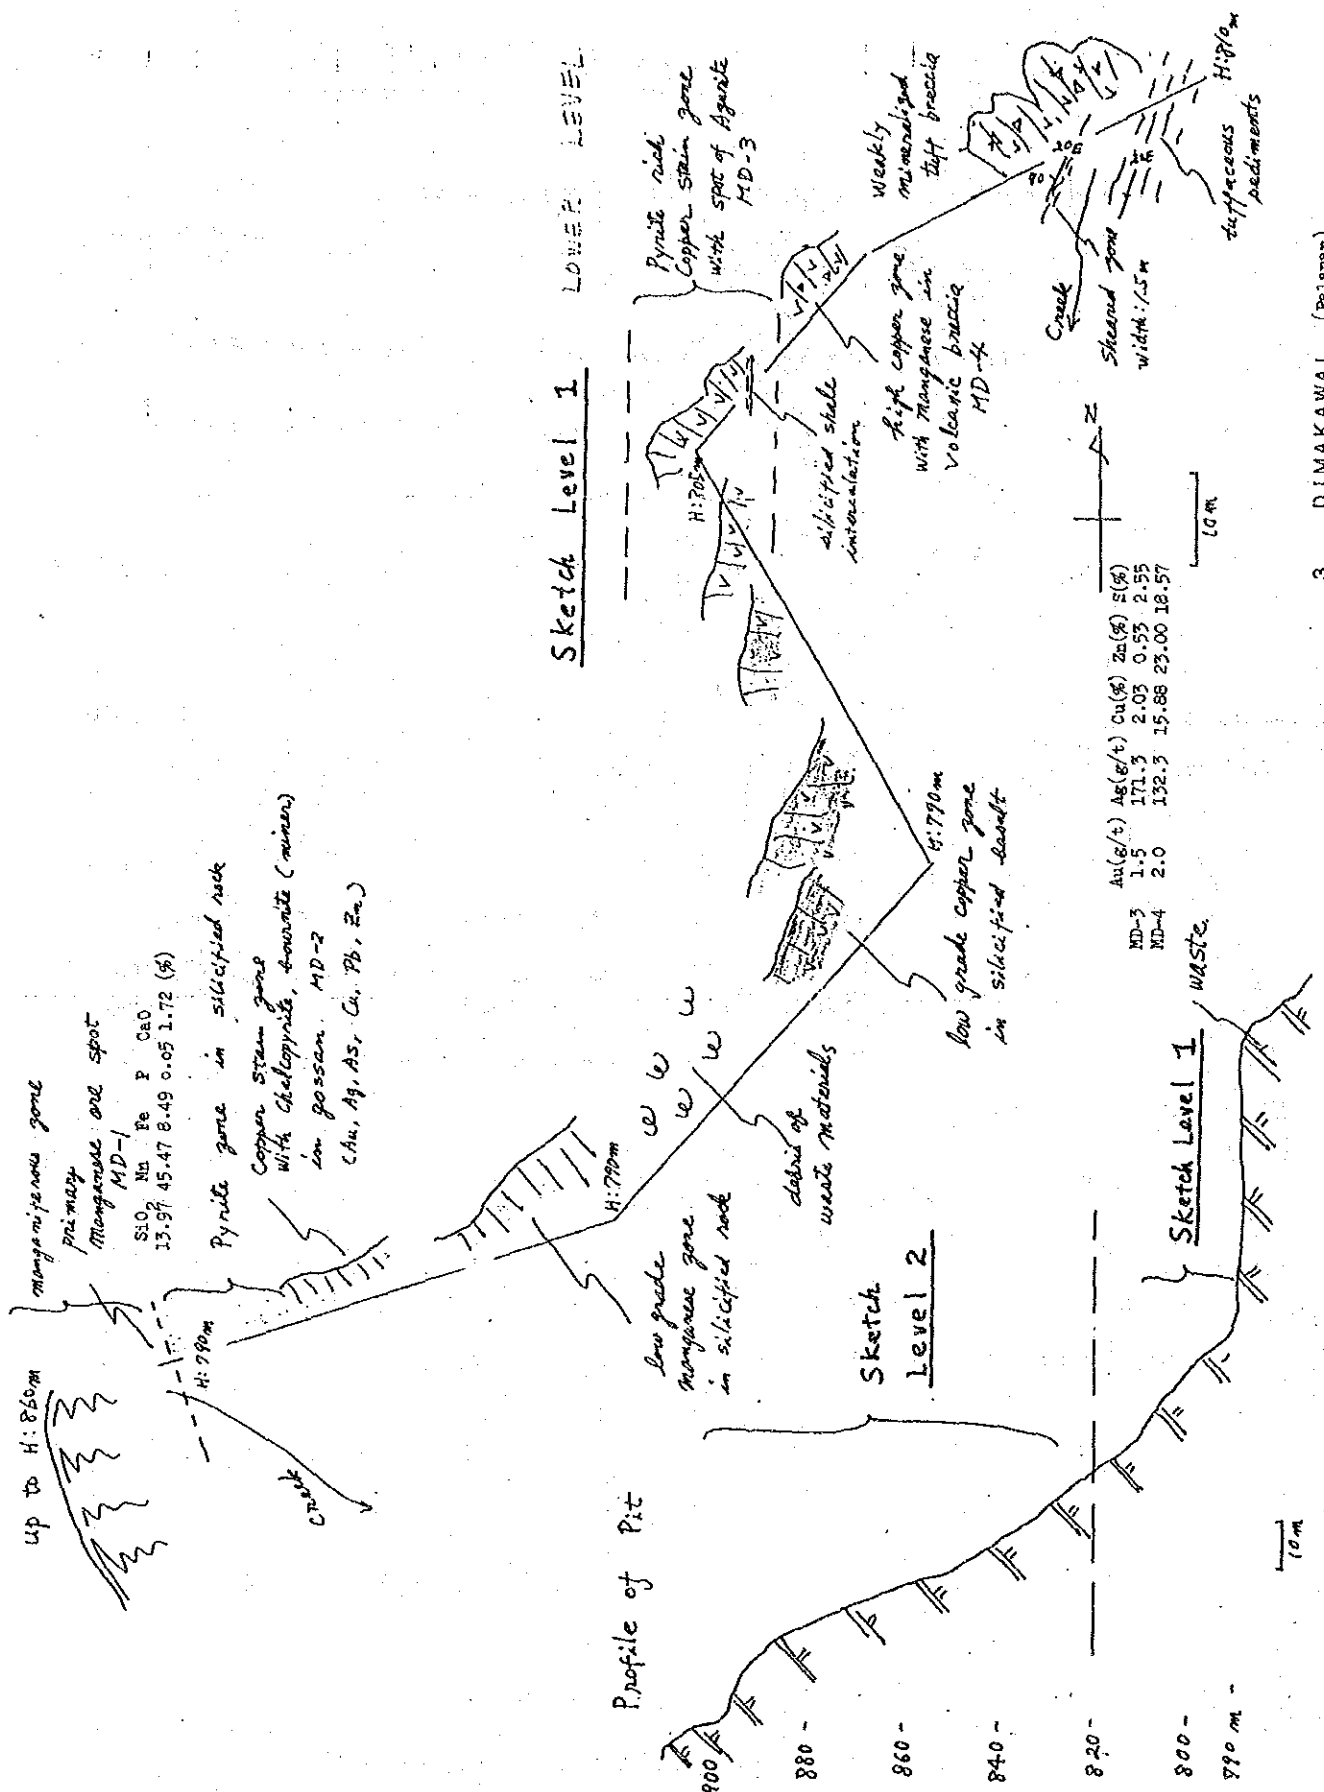 up to H:860m
manganiferous zone
primary
Manganese ore spot
MD-1
SiO2 Mn Fe P CaO
13.97 45.47 8.49 0.05 1.72 (%)
Pyrite zone in silicified rock
Copper stain zone
with Chalcopyrite, bournite (miner)
in gossan MD-2
(Au, Ag, As, Cu, Pb, Zn)
H:790m
creek
H:790m
low grade
manganese zone
in silicified rock
debris of
waste materials
Sketch Level 1
LOWER LEVEL
Pyrite rich
Copper stain zone
with spot of Azurite
MD-3
H:305m
silicified shale
intercalation
high copper zone
with manganese in
volcanic breccia
MD-4
Weakly
mineralized
tuff breccia
90
20E
Creek
Sheared zone
width:1.5m
H:810m
tuffaceous
sediments
H:790m
low grade copper zone
in silicified basalt
N
10m
Au(g/t) Ag(g/t) Cu(%) Zn(%) S(%)
MD-3 1.5 171.3 2.03 0.53 2.55
MD-4 2.0 132.3 15.88 23.00 18.57
Profile of Pit
Sketch
Level 2
Sketch Level 1
waste
900
880 -
860 -
840 -
820 -
800 -
790 m -
10m
3 DIMAKAWAL